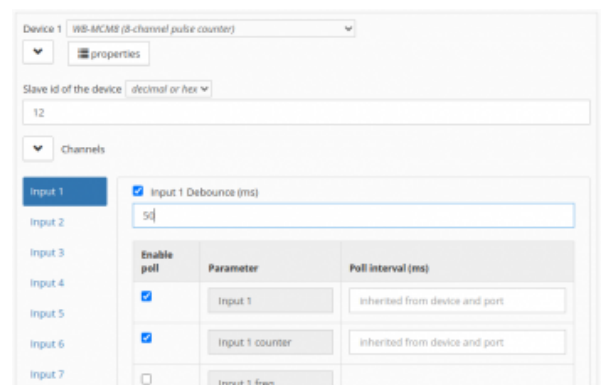 Device 1 WB-MCM8 (8-channel pulse counter)
properties
Slave id of the device decimal or hex
12
Channels
Input 1
Input 1 Debounce (ms)
50
Input 2
Input 3
Input 4
Input 5
Input 6
Input 7
Enable poll Parameter Poll interval (ms)
Input 1 inherited from device and port
Input 1 counter inherited from device and port
Input 1 freq